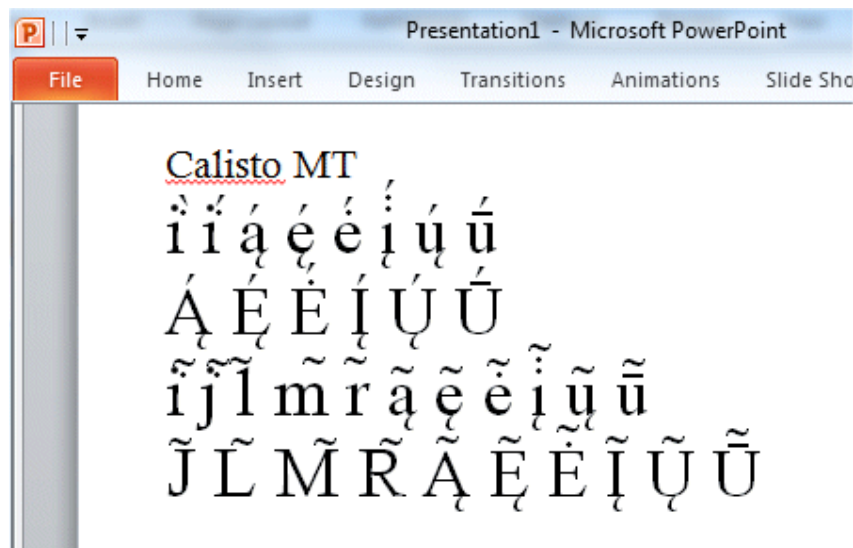 P
Presentation1 - Microsoft PowerPoint
File Home Insert Design Transitions Animations Slide Sho
Calisto MT
i̇̀ i̇́ ą́ ę́ ė́ į̇́ ų́ ū́
Ą́ Ę́ Ė́ Į́ Ų́ Ū́
i̇̃ j̇̃ l̃ m̃ r̃ ą̃ ę̃ ė̃ į̇̃ ų̃ ū̃
J̃ L̃ M̃ R̃ Ą̃ Ę̃ Ė̃ Į̃ Ų̃ Ū̃